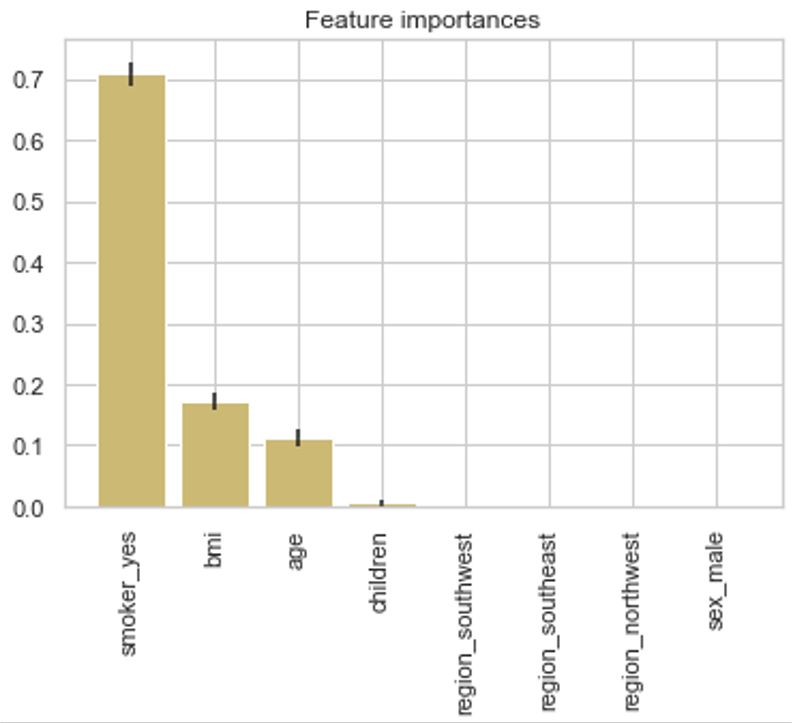 Feature importances
0.7
0.6
0.5
0.4
0.3
0.2
0.1
0.0
smoker_yes
bmi
age
children
region_southwest
region_southeast
region_northwest
sex_male